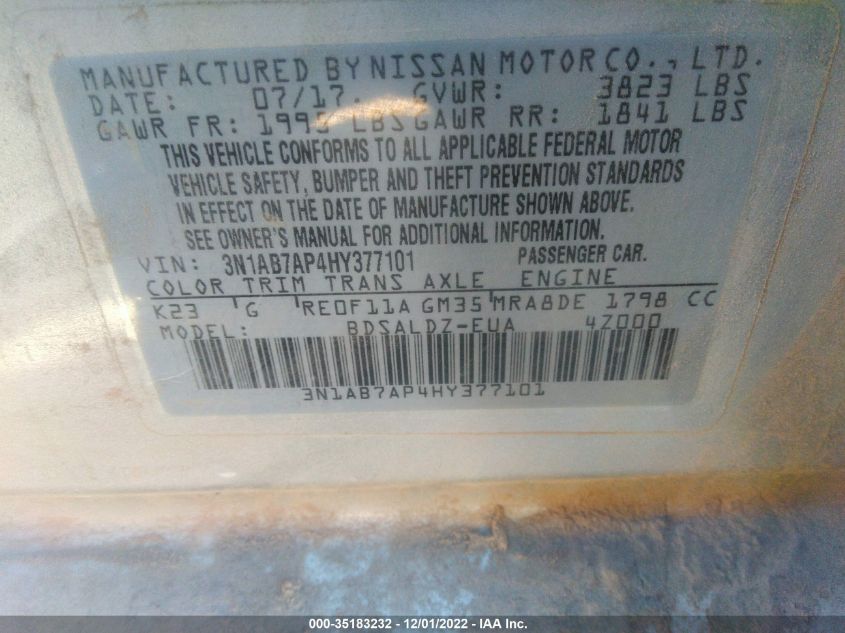 MANUFACTURED BY NISSAN MOTOR CO., LTD.
DATE: 07/17 GVWR: 3823 LBS
GAWR FR: 1995 LBS GAWR RR: 1841 LBS
THIS VEHICLE CONFORMS TO ALL APPLICABLE FEDERAL MOTOR
VEHICLE SAFETY, BUMPER AND THEFT PREVENTION STANDARDS
IN EFFECT ON THE DATE OF MANUFACTURE SHOWN ABOVE.
SEE OWNER'S MANUAL FOR ADDITIONAL INFORMATION
VIN: 3N1AB7AP4HY377101 PASSENGER CAR.
COLOR TRIM TRANS AXLE ENGINE
K23 G RE0F11A GM35 MRA8DE 1798 CC
MODEL: BDSALDZ-EUA 4Z000
3N1AB7AP4HY377101
000-35183232 - 12/01/2022 - IAA Inc.